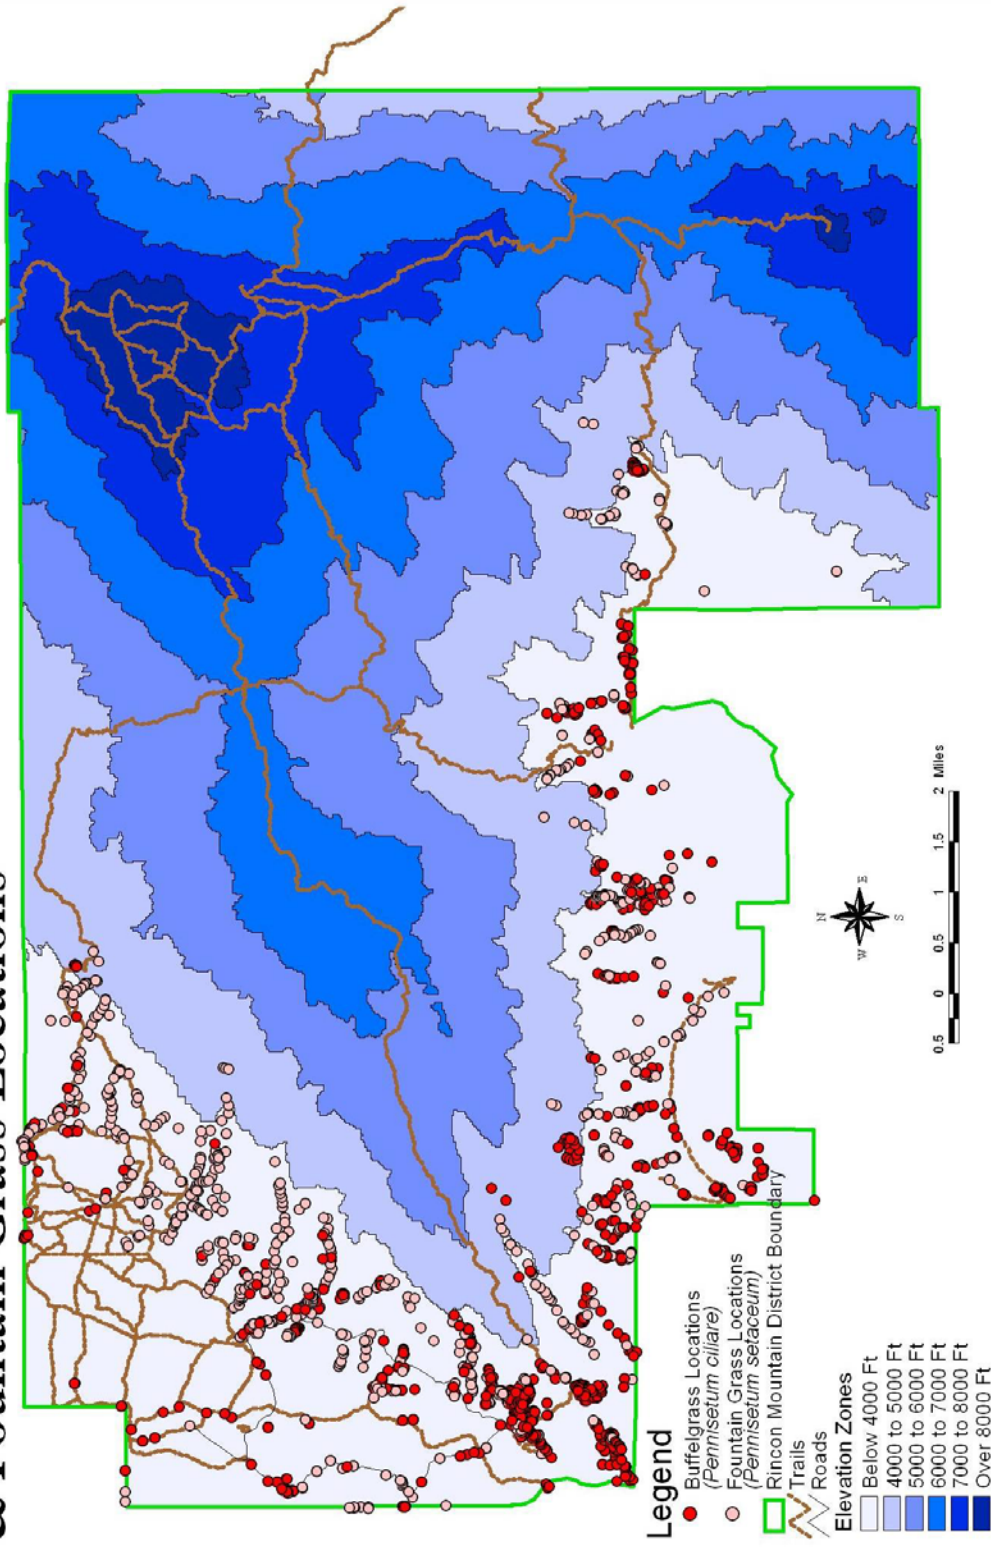 & Fountain Grass Locations
Legend
Buffelgrass Locations
(Pennisetum ciliare)
Fountain Grass Locations
(Pennisetum setaceum)
Rincon Mountain District Boundary
Trails
Roads
Elevation Zones
Below 4000 Ft
4000 to 5000 Ft
5000 to 6000 Ft
6000 to 7000 Ft
7000 to 8000 Ft
Over 8000 Ft
N
W
E
S
0.5 0 0.5 1 1.5 2 Miles